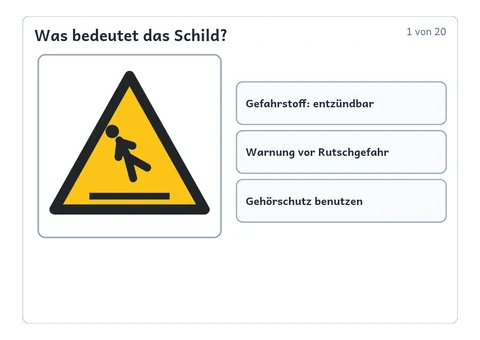 Was bedeutet das Schild?
1 von 20
Gefahrstoff: entzündbar
Warnung vor Rutschgefahr
Gehörschutz benutzen